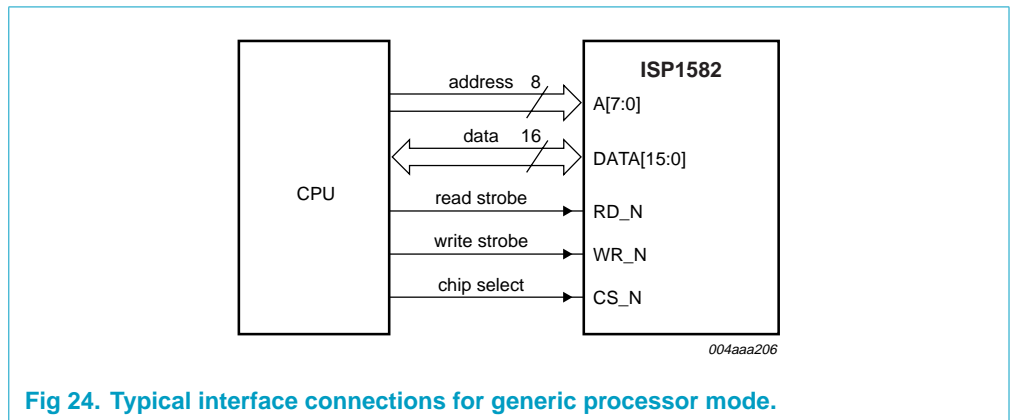 ISP1582
address 8
A[7:0]
data 16
DATA[15:0]
CPU
read strobe
RD_N
write strobe
WR_N
chip select
CS_N
004aaa206
Fig 24. Typical interface connections for generic processor mode.